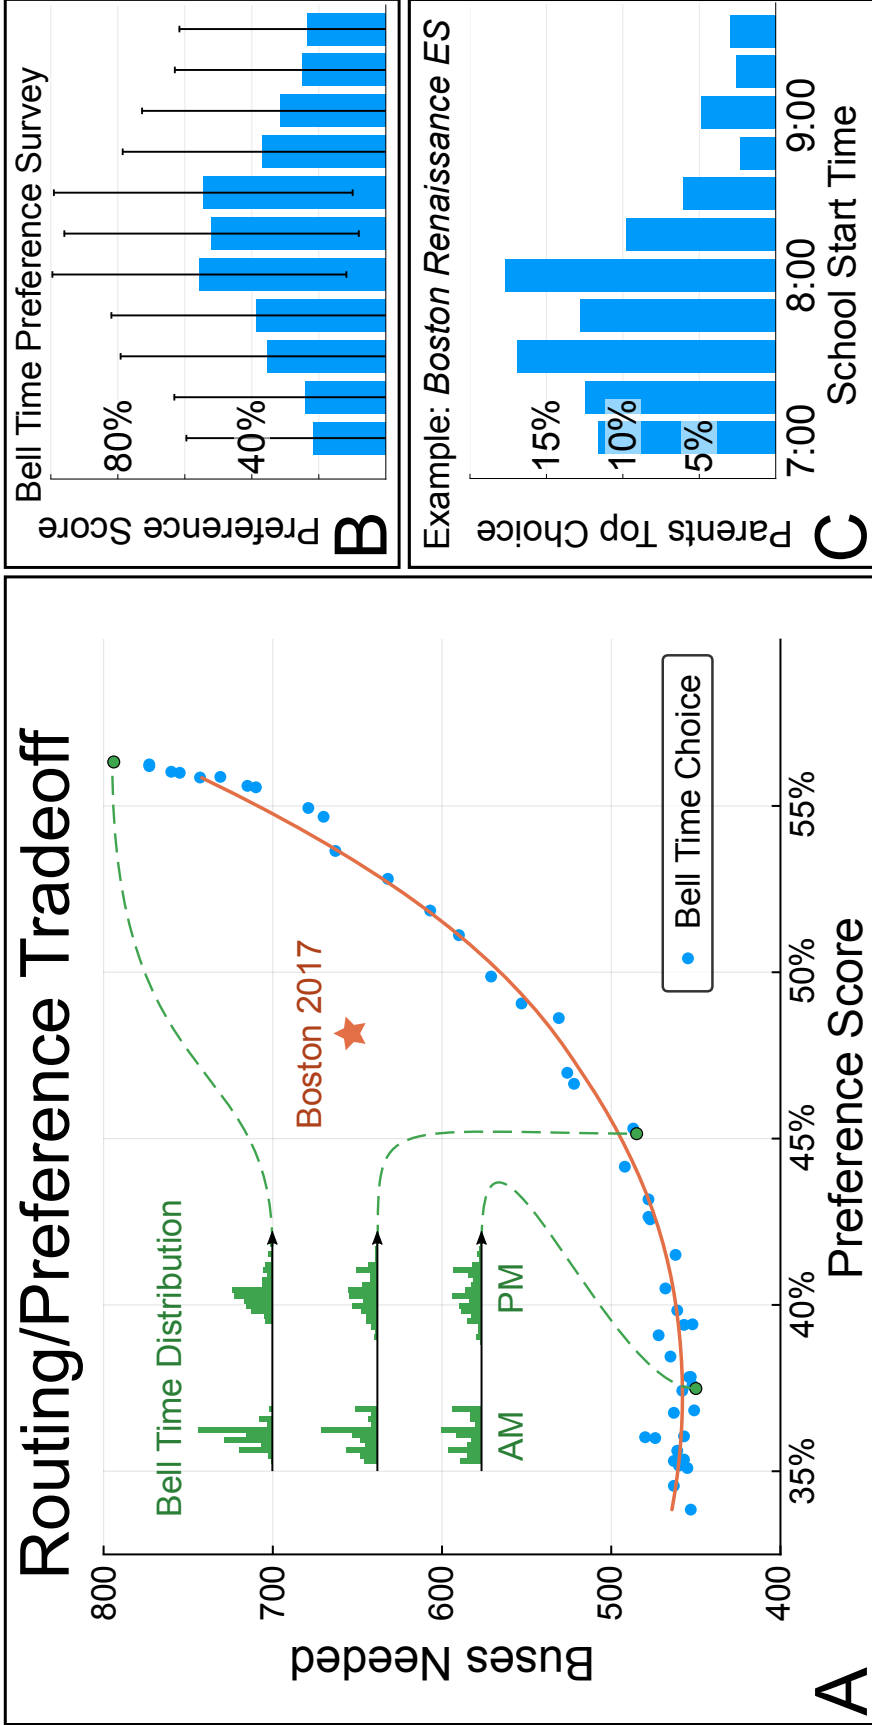 Routing/Preference Tradeoff
Buses Needed
800
700
600
500
400
Bell Time Distribution
AM
PM
Boston 2017
Bell Time Choice
35%
40%
45%
50%
55%
Preference Score
A
Bell Time Preference Survey
Preference Score
80%
40%
B
Example: Boston Renaissance ES
Parents Top Choice
15%
10%
5%
7:00
8:00
9:00
School Start Time
C